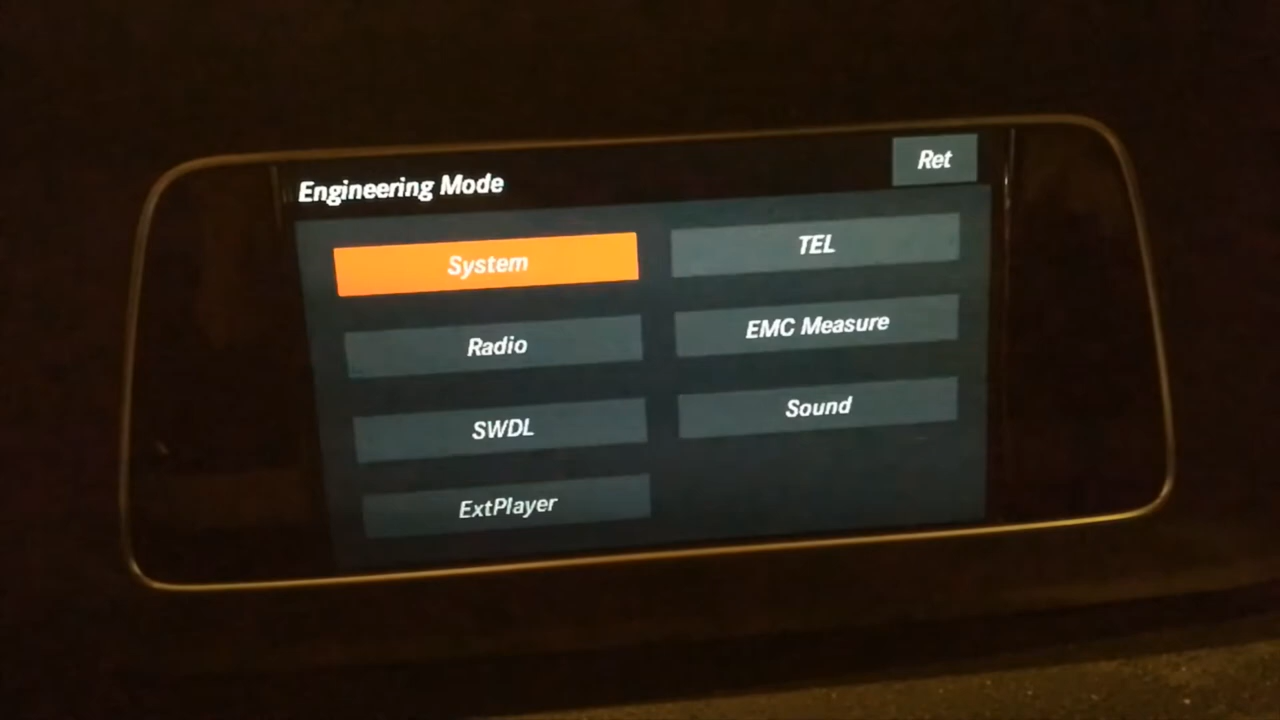 Engineering Mode
Ret
System
TEL
Radio
EMC Measure
SWDL
Sound
ExtPlayer